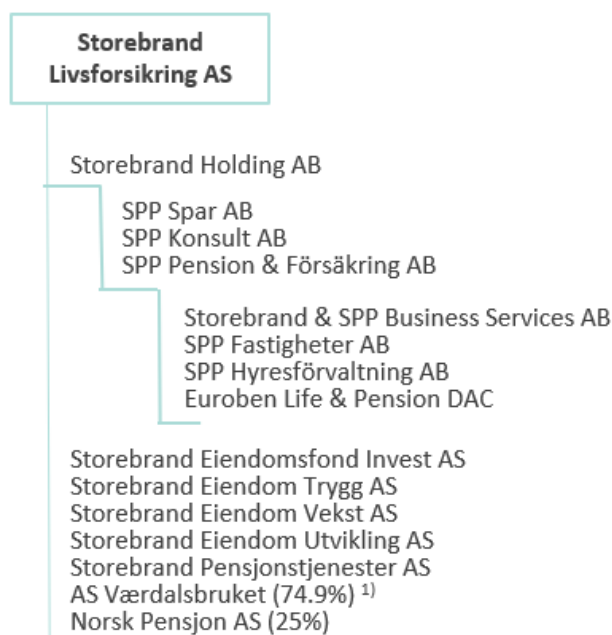 Storebrand
Livsforsikring AS
Storebrand Holding AB
SPP Spar AB
SPP Konsult AB
SPP Pension & Försäkring AB
Storebrand & SPP Business Services AB
SPP Fastigheter AB
SPP Hyresförvaltning AB
Euroben Life & Pension DAC
Storebrand Eiendomsfond Invest AS
Storebrand Eiendom Trygg AS
Storebrand Eiendom Vekst AS
Storebrand Eiendom Utvikling AS
Storebrand Pensjonstjenester AS
AS Værdalsbruket (74.9%) 1)
Norsk Pensjon AS (25%)